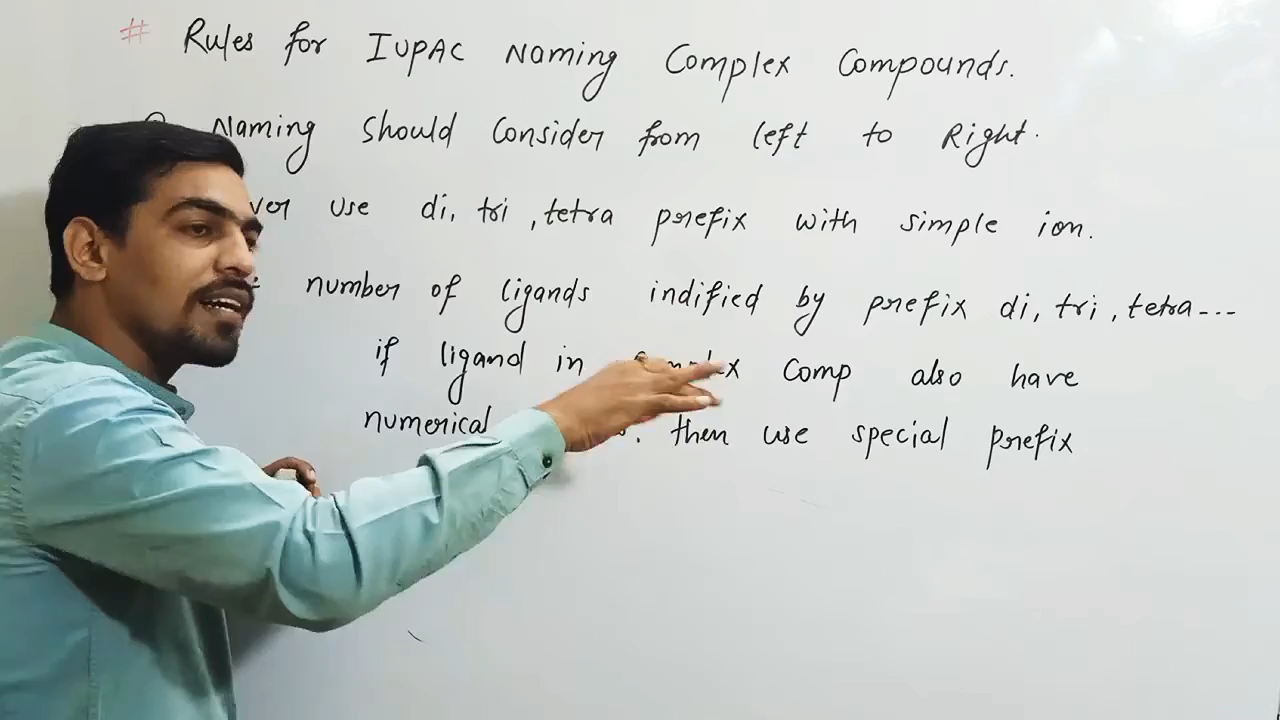 # Rules for IUPAC Naming Complex Compounds.
Naming should Consider from left to Right.
use di, tri, tetra prefix with simple ion.
number of ligands indified by prefix di, tri, tetra---
if ligand in Comp also have
numerical then use special prefix